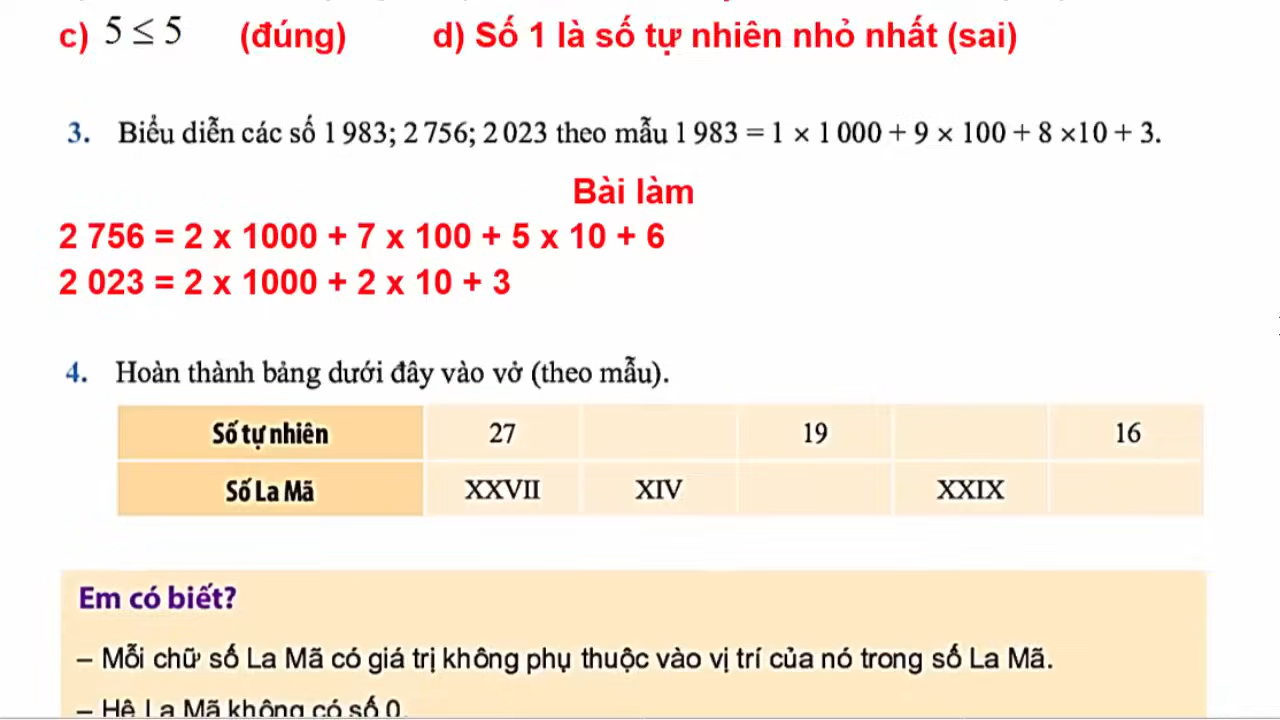 c) 5 ≤ 5 (đúng) d) Số 1 là số tự nhiên nhỏ nhất (sai)
3. Biểu diễn các số 1 983; 2 756; 2 023 theo mẫu 1 983 = 1 × 1 000 + 9 × 100 + 8 ×10 + 3.
Bài làm
2 756 = 2 x 1000 + 7 x 100 + 5 x 10 + 6
2 023 = 2 x 1000 + 2 x 10 + 3
4. Hoàn thành bảng dưới đây vào vở (theo mẫu).
Số tự nhiên 27 19 16
Số La Mã XXVII XIV XXIX
Em có biết?
– Mỗi chữ số La Mã có giá trị không phụ thuộc vào vị trí của nó trong số La Mã.
– Hệ La Mã không có số 0.